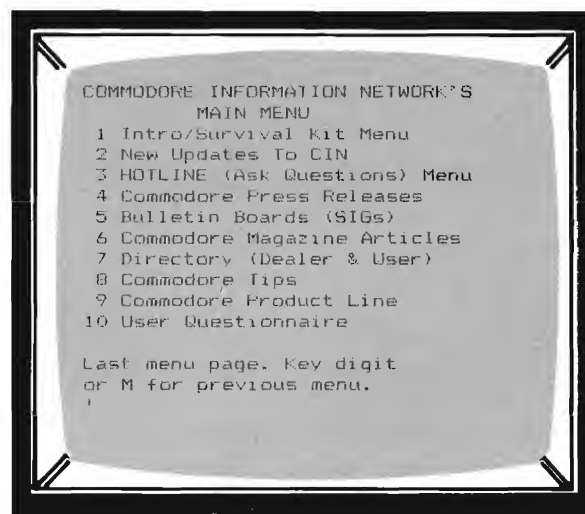 COMMODORE INFORMATION NETWORK'S
MAIN MENU
1 Intro/Survival Kit Menu
2 New Updates To CIN
3 HOTLINE (Ask Questions) Menu
4 Commodore Press Releases
5 Bulletin Boards (SIGs)
6 Commodore Magazine Articles
7 Directory (Dealer & User)
8 Commodore Tips
9 Commodore Product Line
10 User Questionnaire
Last menu page. Key digit
or M for previous menu.
!